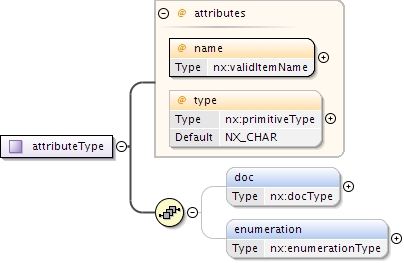 @ attributes
@ name
Type nx:validItemName
@ type
Type nx:primitiveType
Default NX_CHAR
attributeType
doc
Type nx:docType
enumeration
Type nx:enumerationType